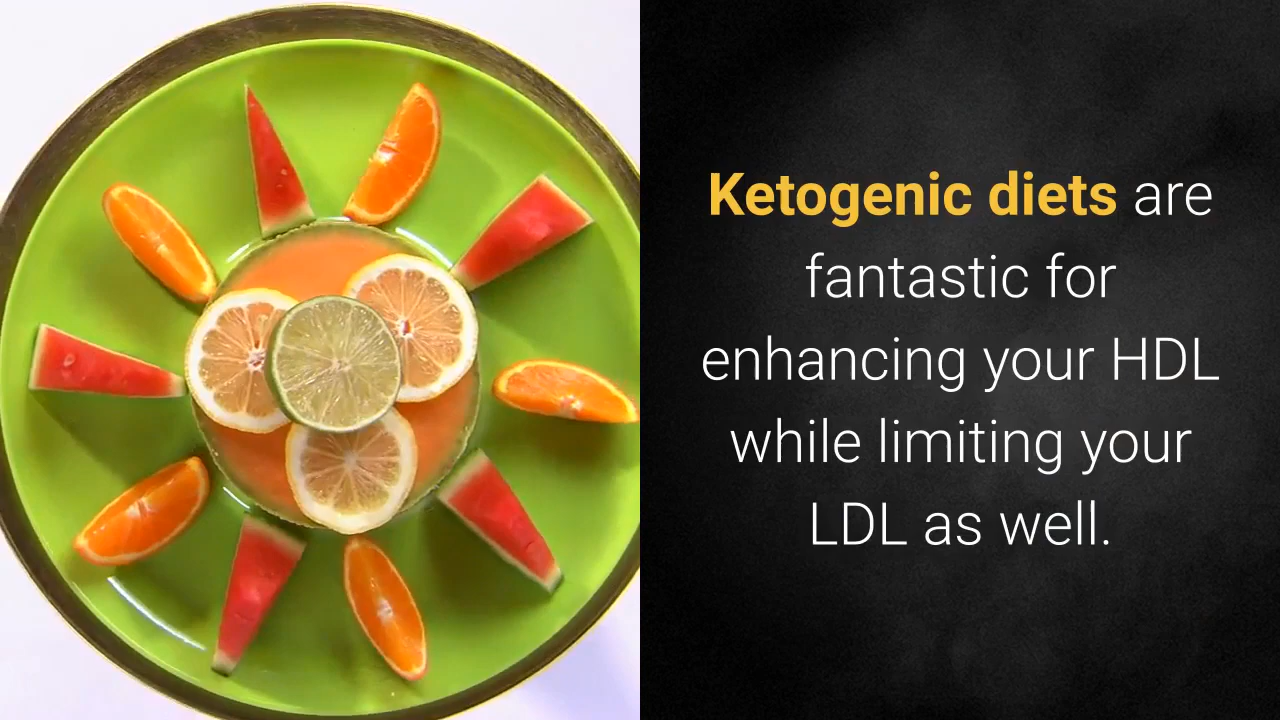 Ketogenic diets are
fantastic for
enhancing your HDL
while limiting your
LDL as well.